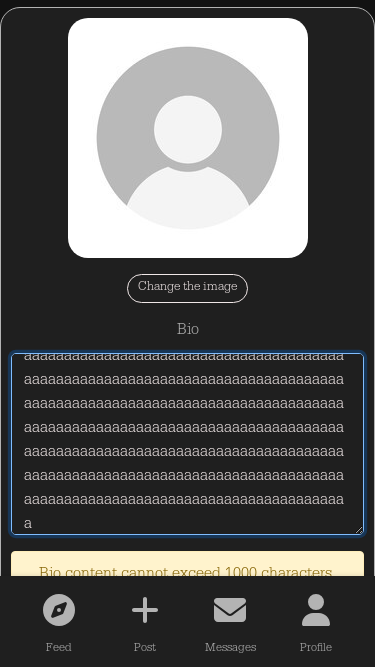 Change the image
Bio
aaaaaaaaaaaaaaaaaaaaaaaaaaaaaaaaaaaaaaaa
aaaaaaaaaaaaaaaaaaaaaaaaaaaaaaaaaaaaaaaa
aaaaaaaaaaaaaaaaaaaaaaaaaaaaaaaaaaaaaaaa
aaaaaaaaaaaaaaaaaaaaaaaaaaaaaaaaaaaaaaaa
aaaaaaaaaaaaaaaaaaaaaaaaaaaaaaaaaaaaaaaa
aaaaaaaaaaaaaaaaaaaaaaaaaaaaaaaaaaaaaaaa
aaaaaaaaaaaaaaaaaaaaaaaaaaaaaaaaaaaaaaaa
a
Bio content cannot exceed 1000 characters
Feed
Post
Messages
Profile